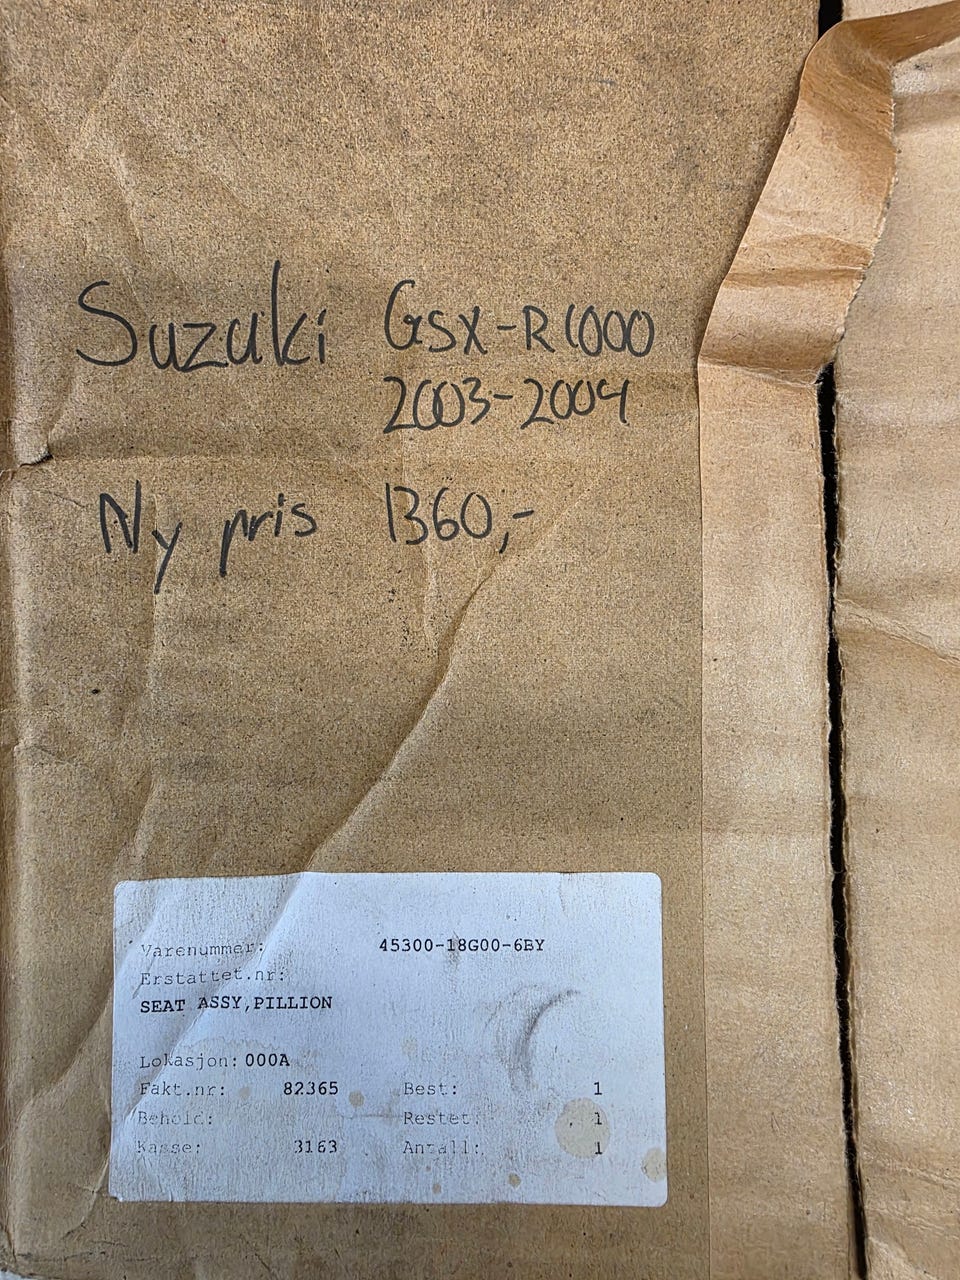 Suzuki GSX-R1000
2003-2004
Ny pris 1360,-
Varenummer: 45300-18G00-6BY
Erstattet.nr:
SEAT ASSY,PILLION
Lokasjon: 000A
Fakt.nr: 82365 Best: 1
Behold: Restet: 1
Kasse: 3163 Antall: 1